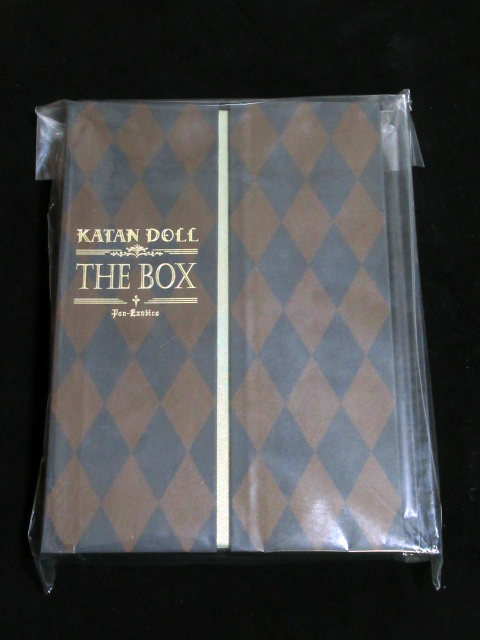 KATAN DOLL
THE BOX
Pan-Exotica